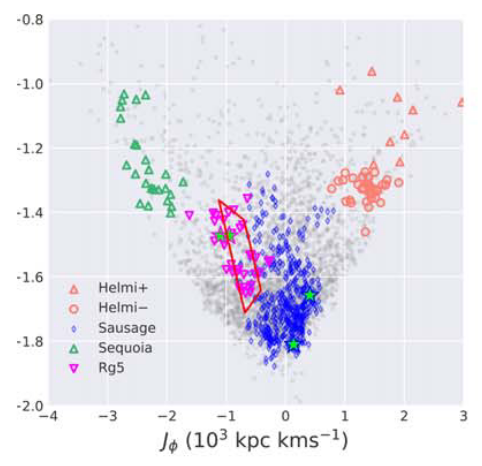 -0.8
-1.0
-1.2
-1.4
-1.6
-1.8
-2.0
Helmi+
Helmi−
Sausage
Sequoia
Rg5
−4 −3 −2 −1 0 1 2 3
Jϕ (10³ kpc kms⁻¹)